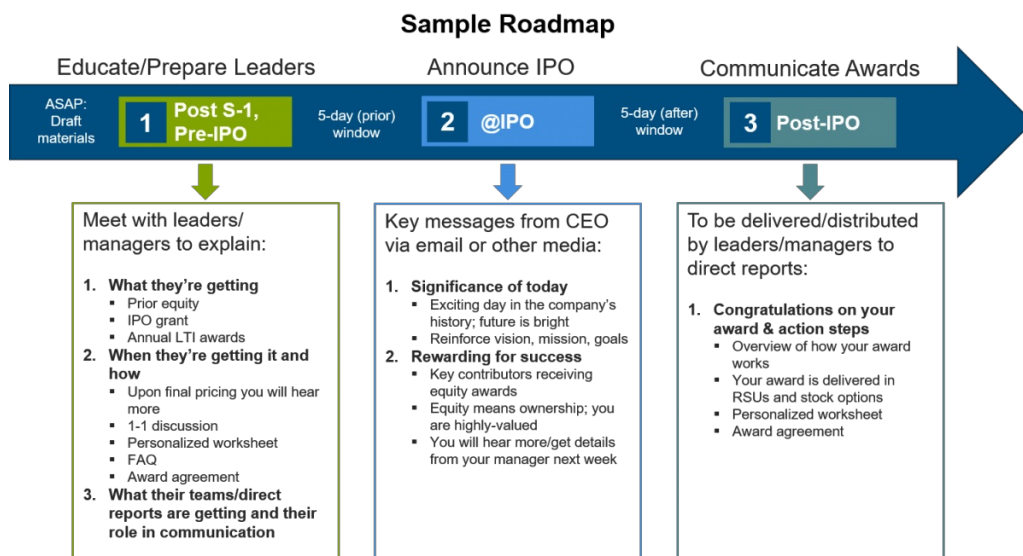 Sample Roadmap
Educate/Prepare Leaders
Announce IPO
Communicate Awards
ASAP:
Draft
materials
1
Post S-1,
Pre-IPO
5-day (prior)
window
2
@IPO
5-day (after)
window
3
Post-IPO
Meet with leaders/
managers to explain:
1. What they're getting
▪ Prior equity
▪ IPO grant
▪ Annual LTI awards
2. When they're getting it and
how
▪ Upon final pricing you will hear
more
▪ 1-1 discussion
▪ Personalized worksheet
▪ FAQ
▪ Award agreement
3. What their teams/direct
reports are getting and their
role in communication
Key messages from CEO
via email or other media:
1. Significance of today
▪ Exciting day in the company's
history; future is bright
▪ Reinforce vision, mission, goals
2. Rewarding for success
▪ Key contributors receiving
equity awards
▪ Equity means ownership; you
are highly-valued
▪ You will hear more/get details
from your manager next week
To be delivered/distributed
by leaders/managers to
direct reports:
1. Congratulations on your
award & action steps
▪ Overview of how your award
works
▪ Your award is delivered in
RSUs and stock options
▪ Personalized worksheet
▪ Award agreement